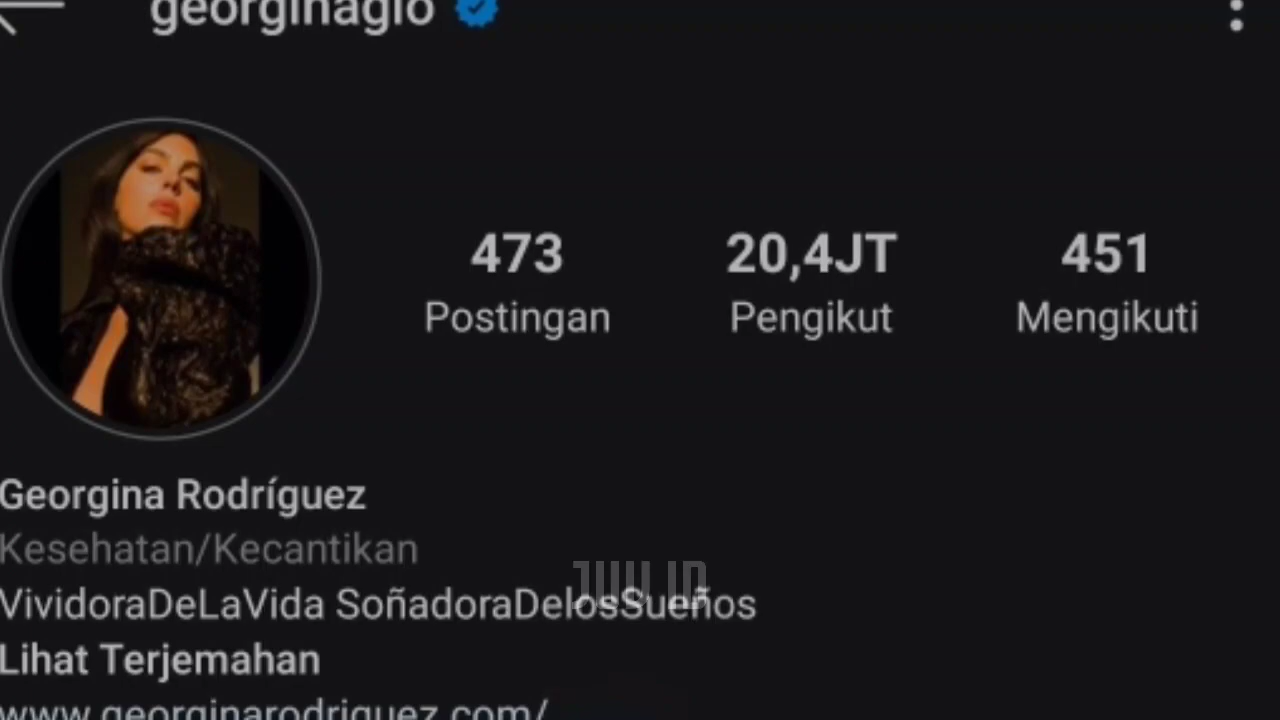 georginagio
473 20,4JT 451
Postingan Pengikut Mengikuti
Georgina Rodríguez
Kesehatan/Kecantikan
VividoraDeLaVida SoñadoraDelosSueños
Lihat Terjemahan
www.georginarodriguez.com/